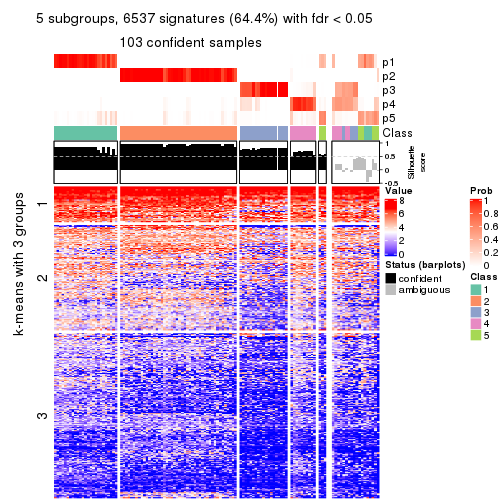 5 subgroups, 6537 signatures (64.4%) with fdr < 0.05
103 confident samples
p1
p2
p3
p4
p5
Class
1
0.5
0
-0.5
Silhouette
score
k-means with 3 groups
1
2
3
Value
8
6
4
2
0
Status (barplots)
confident
ambiguous
Prob
1
0.8
0.6
0.4
0.2
0
Class
1
2
3
4
5